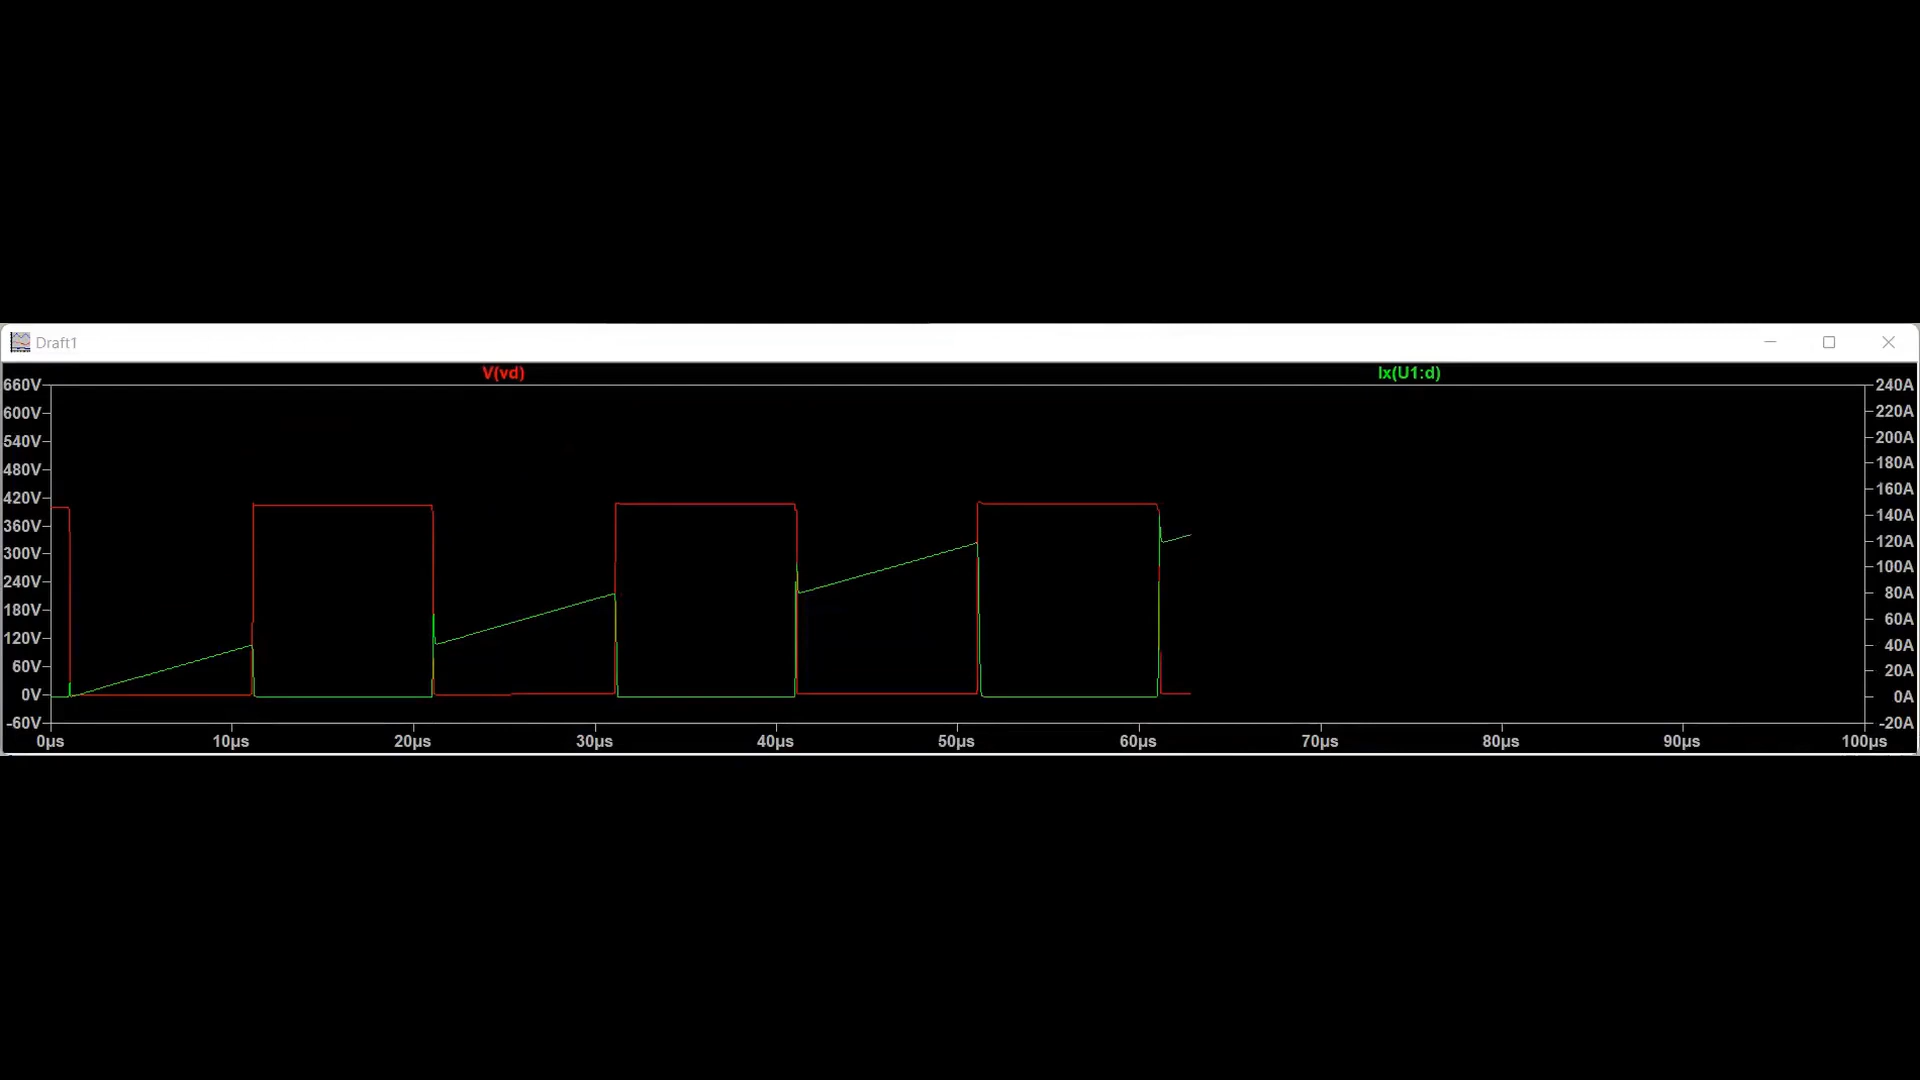 Draft1
V(vd) Ix(U1:d)
660V 240A
600V 220A
540V 200A
480V 180A
420V 160A
360V 140A
300V 120A
240V 100A
180V 80A
120V 60A
60V 40A
0V 20A
-60V 0A
-20A
0µs 10µs 20µs 30µs 40µs 50µs 60µs 70µs 80µs 90µs 100µs